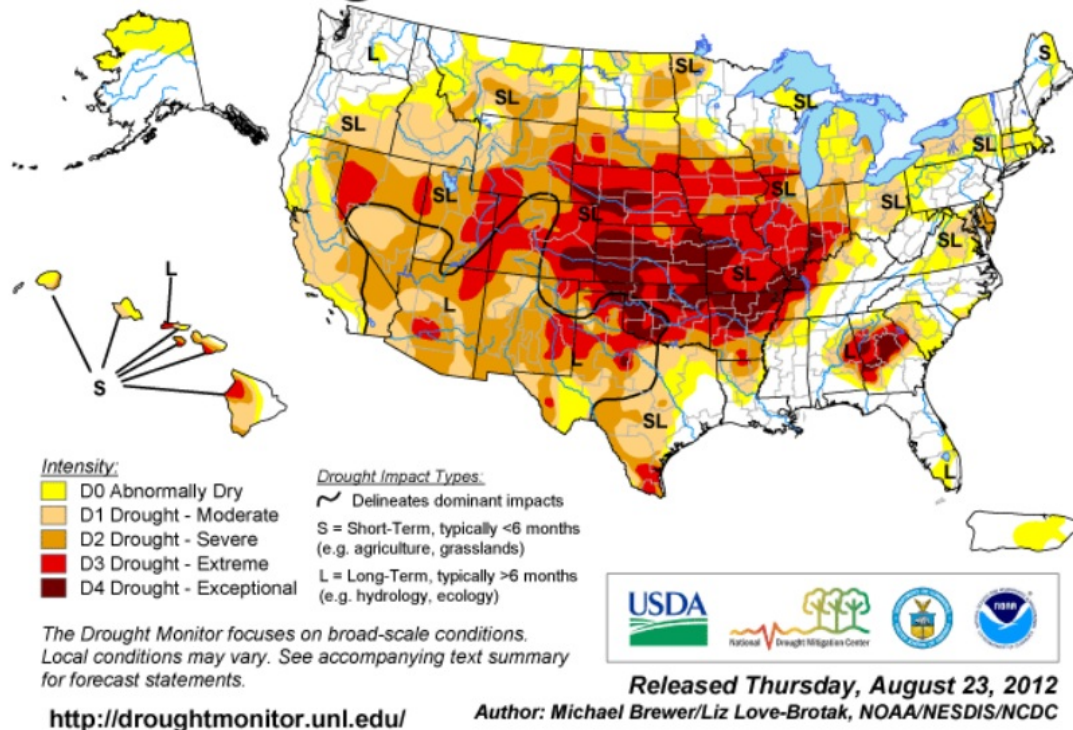 L
SL
S
SL
SL
SL
SL
SL
SL
SL
SL
SL
SL
L
L
L
SL
L
L
S
Intensity:
D0 Abnormally Dry
D1 Drought - Moderate
D2 Drought - Severe
D3 Drought - Extreme
D4 Drought - Exceptional
Drought Impact Types:
Delineates dominant impacts
S = Short-Term, typically <6 months
(e.g. agriculture, grasslands)
L = Long-Term, typically >6 months
(e.g. hydrology, ecology)
USDA
National Drought Mitigation Center
NOAA
The Drought Monitor focuses on broad-scale conditions.
Local conditions may vary. See accompanying text summary
for forecast statements.
http://droughtmonitor.unl.edu/
Released Thursday, August 23, 2012
Author: Michael Brewer/Liz Love-Brotak, NOAA/NESDIS/NCDC